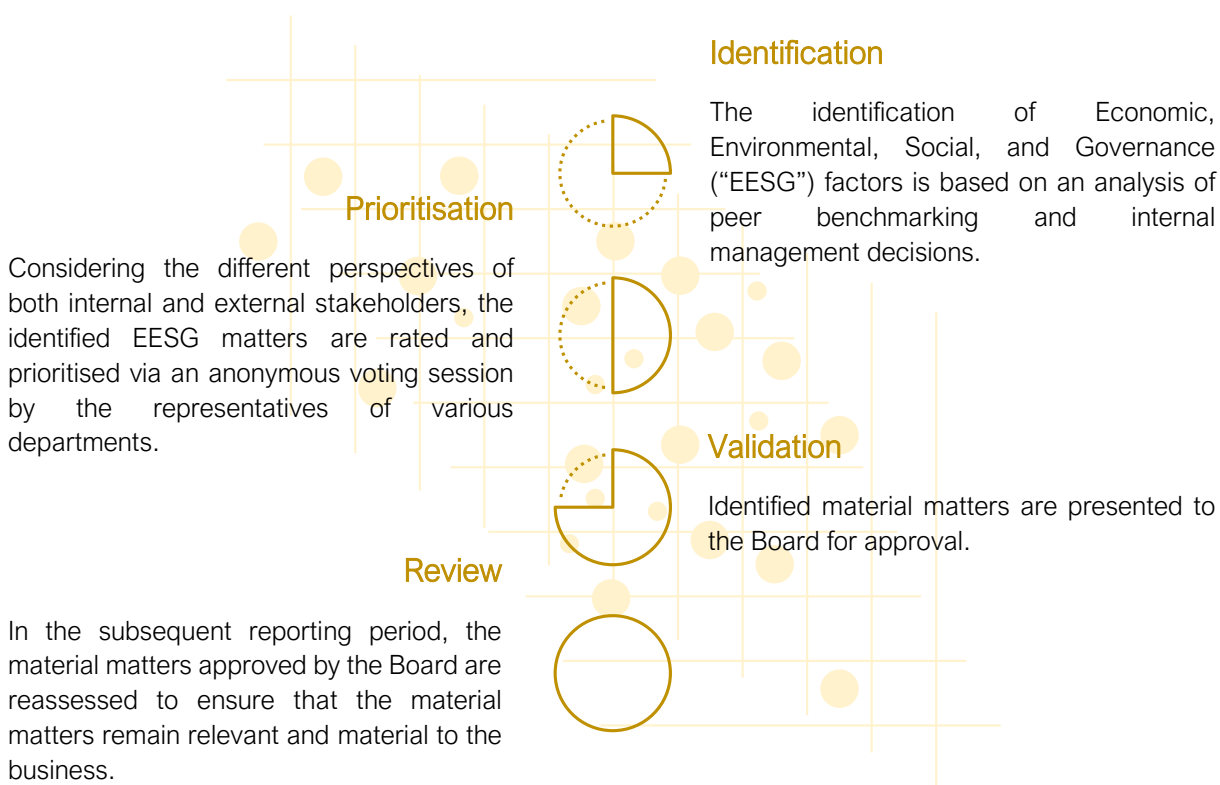 Identification
The identification of Economic,
Environmental, Social, and Governance
(“EESG”) factors is based on an analysis of
peer benchmarking and internal
management decisions.
Prioritisation
Considering the different perspectives of
both internal and external stakeholders, the
identified EESG matters are rated and
prioritised via an anonymous voting session
by the representatives of various
departments.
Validation
Identified material matters are presented to
the Board for approval.
Review
In the subsequent reporting period, the
material matters approved by the Board are
reassessed to ensure that the material
matters remain relevant and material to the
business.